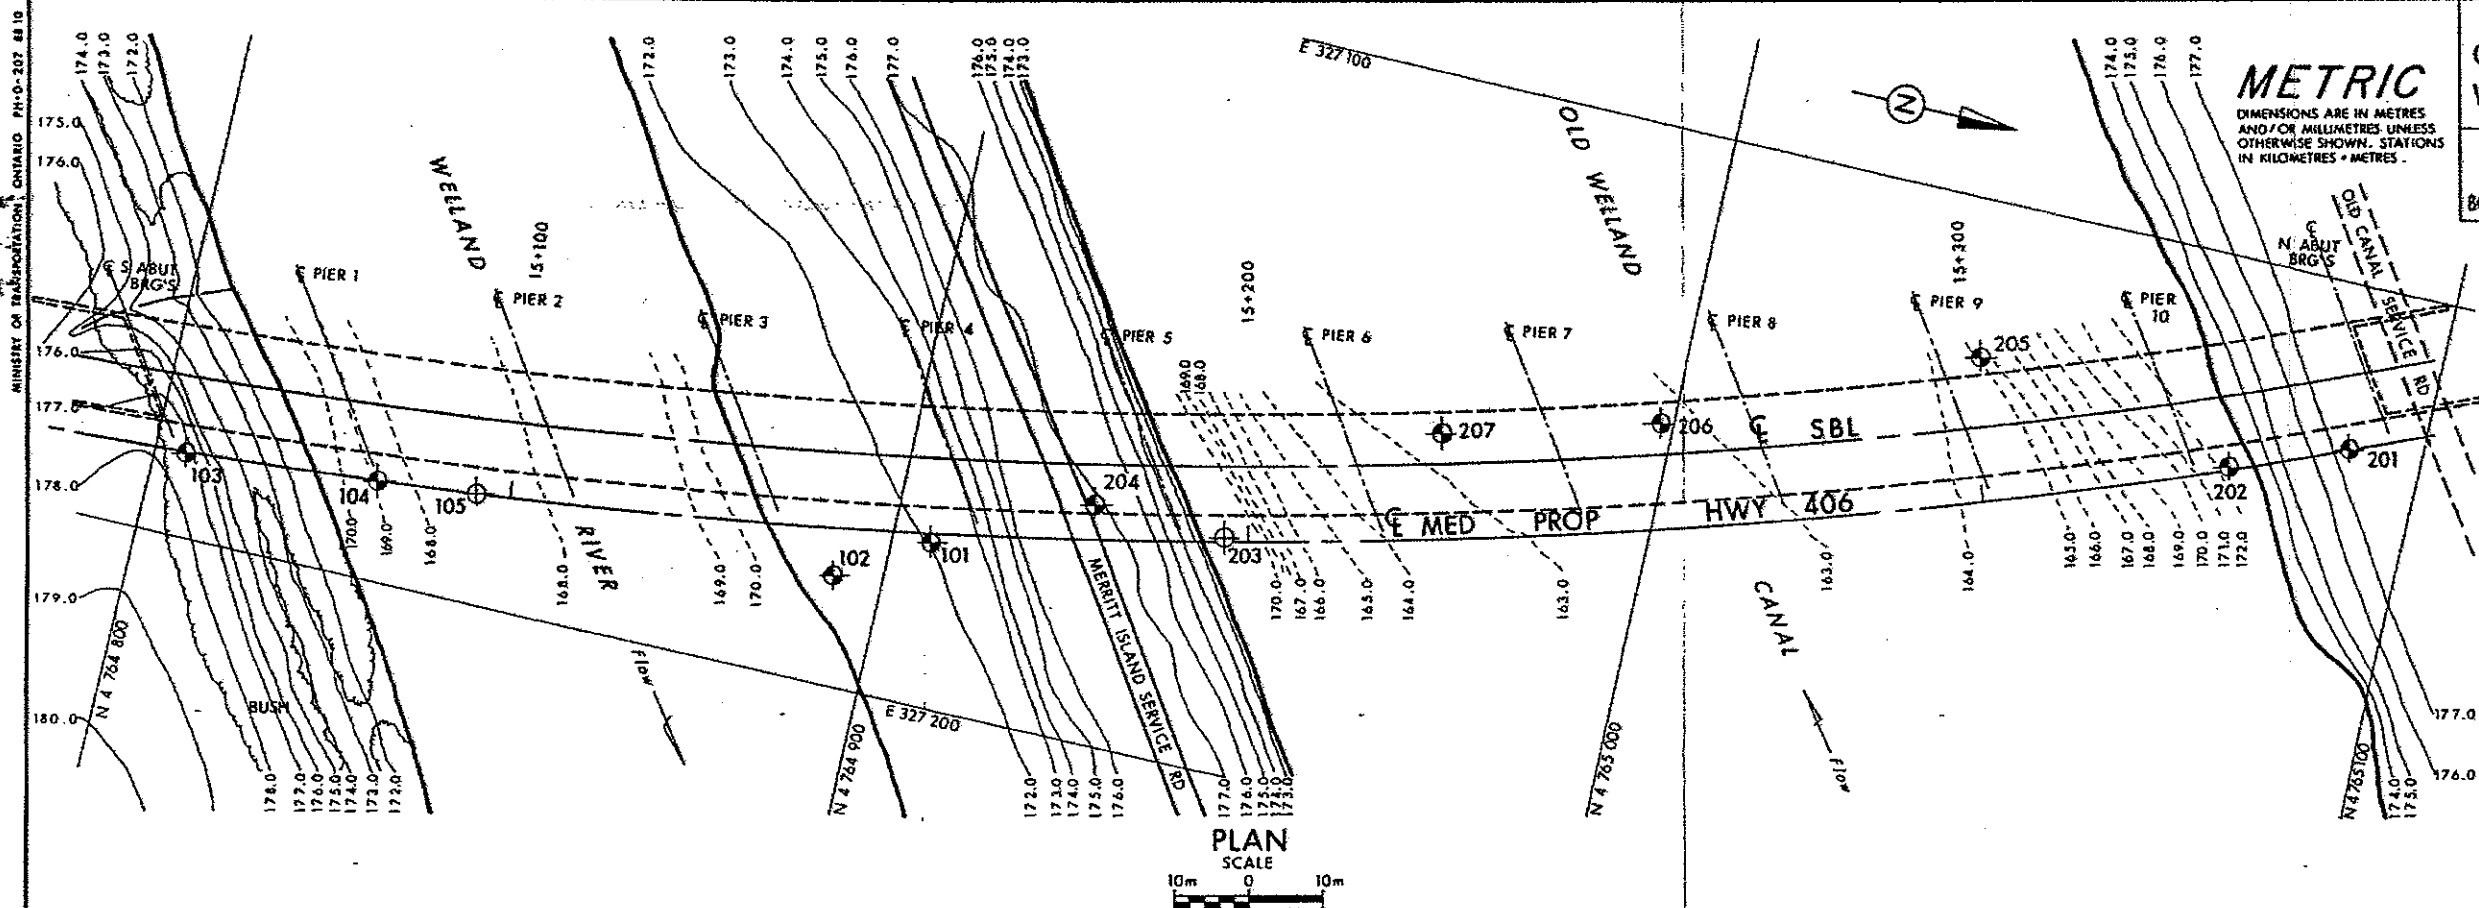 MINISTRY OF TRANSPORTATION, ONTARIO PH-D-207 88 10
174.0
173.0
172.0
175.0
176.0
172.0
173.0
174.0
175.0
176.0
177.0
176.0
175.0
174.0
173.0
E 327 100
174.0
175.0
176.0
177.0
METRIC
DIMENSIONS ARE IN METRES
AND/OR MILLIMETRES UNLESS
OTHERWISE SHOWN. STATIONS
IN KILOMETRES + METRES.
N
WELLAND
RIVER
OLD WELLAND
CANAL
15+100
15+200
15+300
℄ S ABUT
BRG'S
℄ PIER 1
℄ PIER 2
℄ PIER 3
℄ PIER 4
℄ PIER 5
℄ PIER 6
℄ PIER 7
℄ PIER 8
℄ PIER 9
℄ PIER
10
℄
N ABUT
BRG'S
OLD CANAL SERVICE RD
176.0
177.0
178.0
179.0
180.0
103
104
105
102
101
204
203
207
206
205
202
201
℄ SBL
℄ MED PROP HWY 406
169.0
168.0
170.0
169.0
168.0
168.0
169.0
170.0
170.0
167.0
166.0
165.0
164.0
163.0
163.0
164.0
165.0
166.0
167.0
168.0
169.0
170.0
171.0
172.0
MERRITT ISLAND SERVICE RD
N 4 764 800
BUSH
Flow
E 327 200
N 4 764 900
N 4 765 000
Flow
N 4 765 100
177.0
176.0
178.0
177.0
176.0
175.0
174.0
173.0
172.0
172.0
173.0
174.0
175.0
176.0
177.0
176.0
175.0
174.0
173.0
174.0
175.0
PLAN
SCALE
10m 0 10m